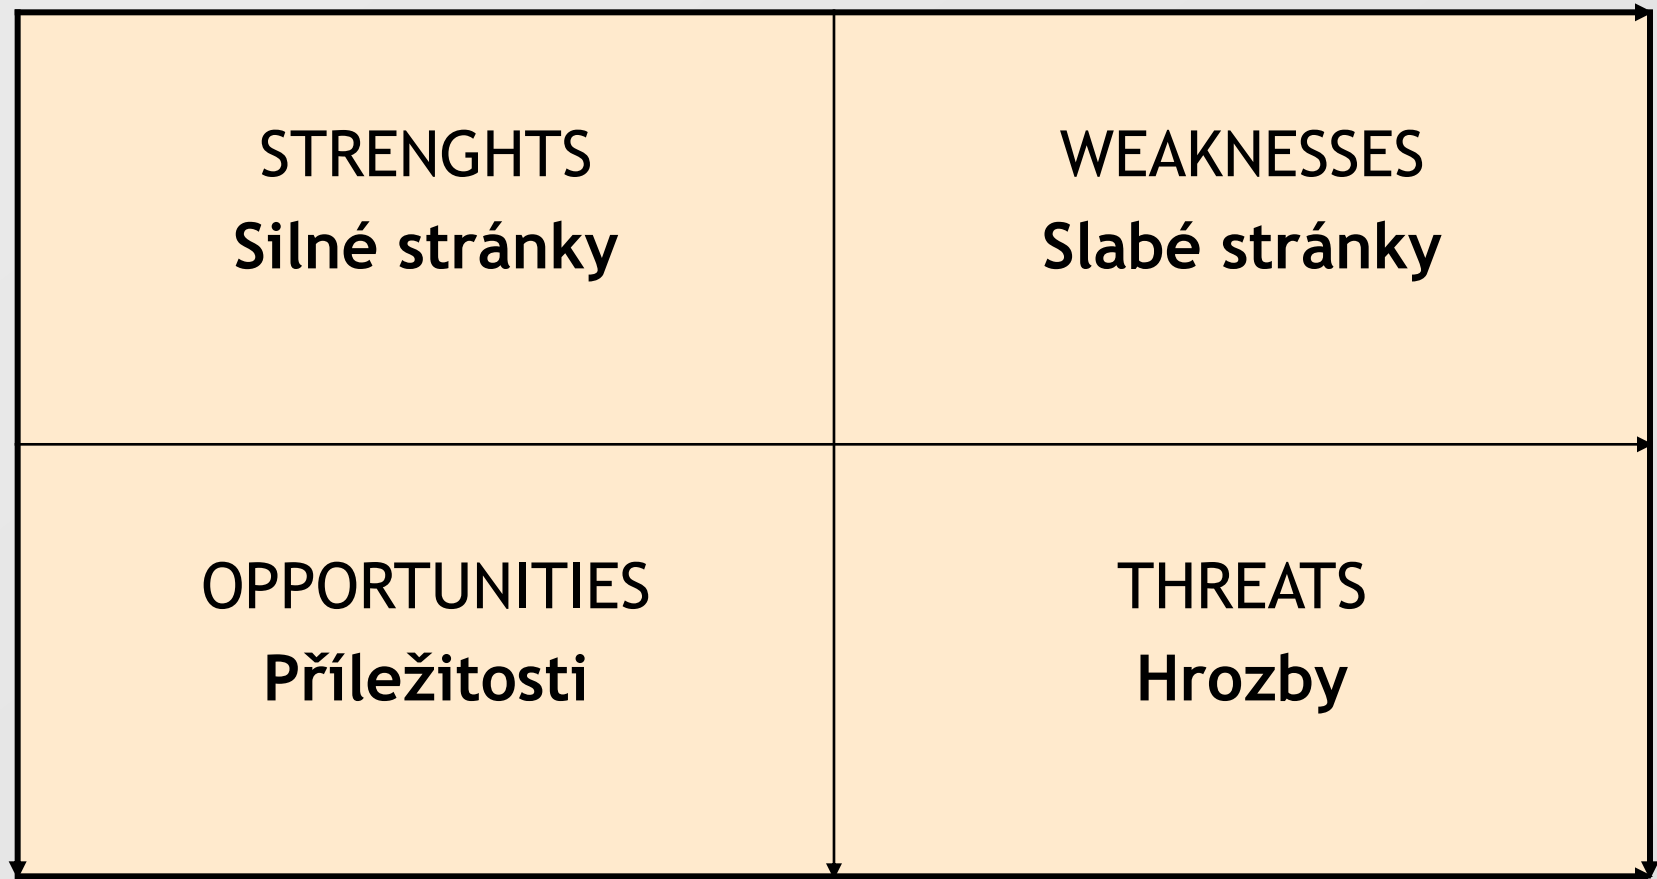 STRENGHTS
Silné stránky
WEAKNESSES
Slabé stránky
OPPORTUNITIES
Příležitosti
THREATS
Hrozby